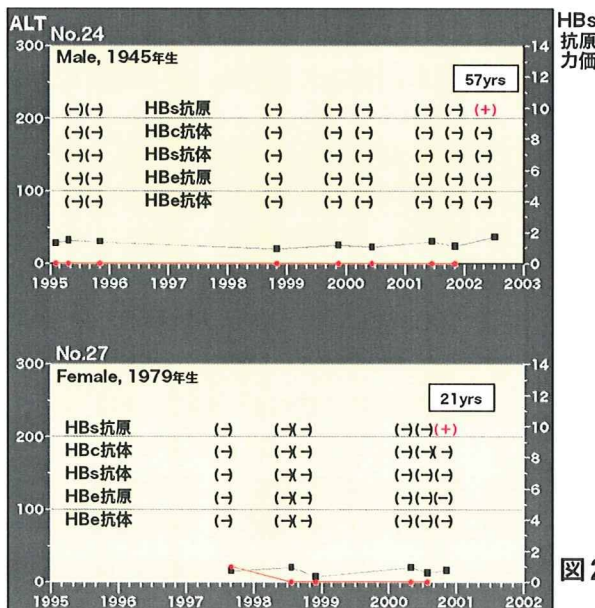 ALT
No.24
HBs
抗原
力価
300
14
Male, 1945年生
12
57yrs
200
10
HBs抗原 (-)(-) (-) (-) (-) (-) (-) (+)
HBc抗体 (-)(-) (-) (-) (-) (-) (-) (-)
8
HBs抗体 (-)(-) (-) (-) (-) (-) (-) (-)
6
HBe抗原 (-)(-) (-) (-) (-) (-) (-) (-)
100
HBe抗体 (-)(-) (-) (-) (-) (-) (-) (-)
4
2
0
0
1995 1996 1997 1998 1999 2000 2001 2002 2003
No.27
300
14
Female, 1979年生
12
21yrs
200
10
HBs抗原 (-) (-)(-) (-)(-)(+)
HBc抗体 (-) (-)(-) (-)(-)(-)
8
HBs抗体 (-) (-)(-) (-)(-)(-)
6
HBe抗原 (-) (-)(-) (-)(-)(-)
100
HBe抗体 (-) (-)(-) (-)(-)(-)
4
2
0
0
1995 1996 1997 1998 1999 2000 2001 2002
図2